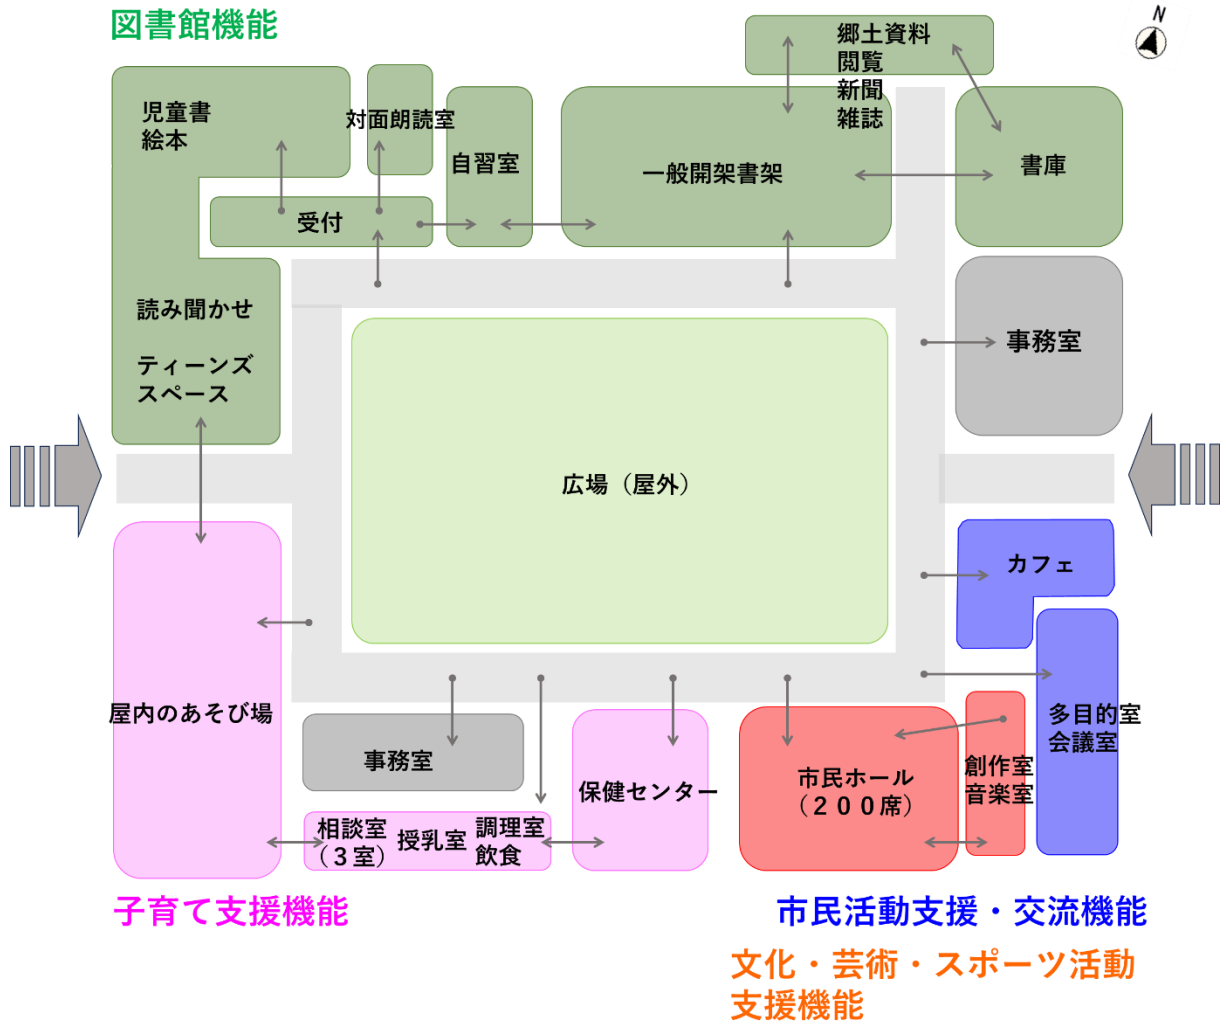 図書館機能
N
郷土資料
閲覧
新聞
雑誌
児童書
絵本
対面朗読室
自習室
一般開架書架
書庫
受付
読み聞かせ
ティーンズ
スペース
事務室
広場（屋外）
カフェ
屋内のあそび場
多目的室
会議室
事務室
保健センター
市民ホール
（２００席）
創作室
音楽室
相談室
（３室）
授乳室
調理室
飲食
子育て支援機能
市民活動支援・交流機能
文化・芸術・スポーツ活動
支援機能